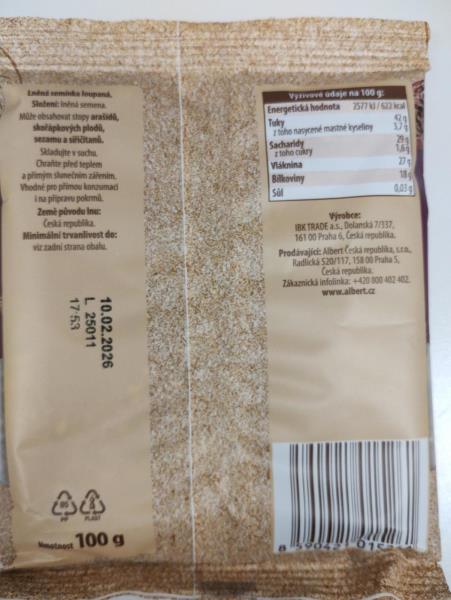 Lněná semínka loupaná.
Složení: lněná semena.
Může obsahovat stopy arašídů,
skořápkových plodů,
sezamu a siřičitanů.
Skladujte v suchu.
Chraňte před teplem
a přímým slunečním zářením.
Vhodné pro přímou konzumaci
i na přípravu pokrmů.
Země původu lnu:
Česká republika.
Minimální trvanlivost do:
viz zadní strana obalu.
10.02.2026
L 25011
17:53
05
PP
PLAST
Hmotnost 100 g
Výživové údaje na 100 g:
Energetická hodnota 2577 kJ / 623 kcal
Tuky 42 g
z toho nasycené mastné kyseliny 3,7 g
Sacharidy 29 g
z toho cukry 1,6 g
Vláknina 27 g
Bílkoviny 18 g
Sůl 0,03 g
Výrobce:
IBK TRADE a.s., Dolanská 7/337,
161 00 Praha 6, Česká republika.
Prodávající: Albert Česká republika, s.r.o.,
Radlická 520/117, 158 00 Praha 5,
Česká republika.
Zákaznická infolinka: +420 800 402 402.
www.albert.cz